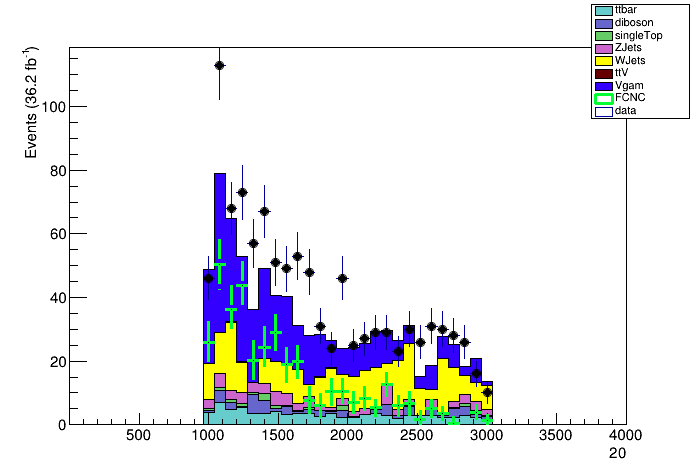 ttbar
diboson
singleTop
ZJets
WJets
ttV
Vgam
FCNC
data
Events (36.2 fb⁻¹)
100
80
60
40
20
0
500 1000 1500 2000 2500 3000 3500 4000
20